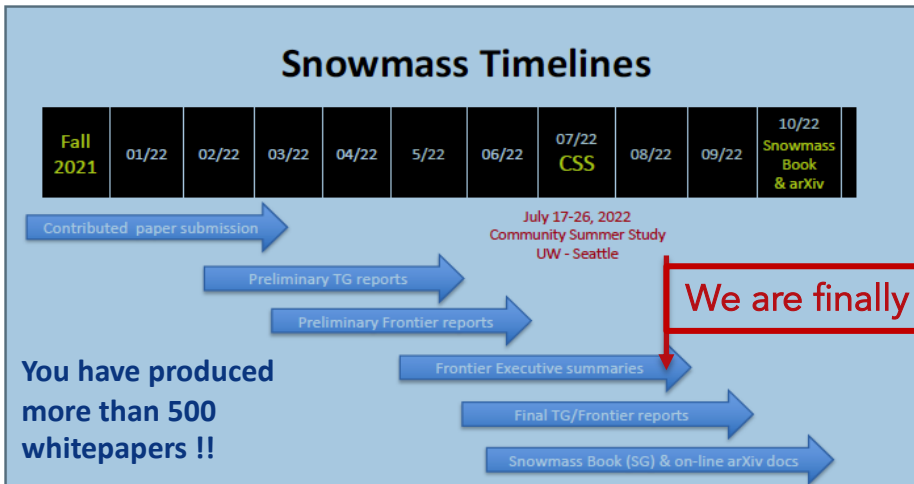 Snowmass Timelines
Fall
2021
01/22
02/22
03/22
04/22
5/22
06/22
07/22
CSS
08/22
09/22
10/22
Snowmass
Book
& arXiv
Contributed paper submission
July 17-26, 2022
Community Summer Study
UW - Seattle
Preliminary TG reports
We are finally
Preliminary Frontier reports
Frontier Executive summaries
You have produced
more than 500
whitepapers !!
Final TG/Frontier reports
Snowmass Book (SG) & on-line arXiv docs